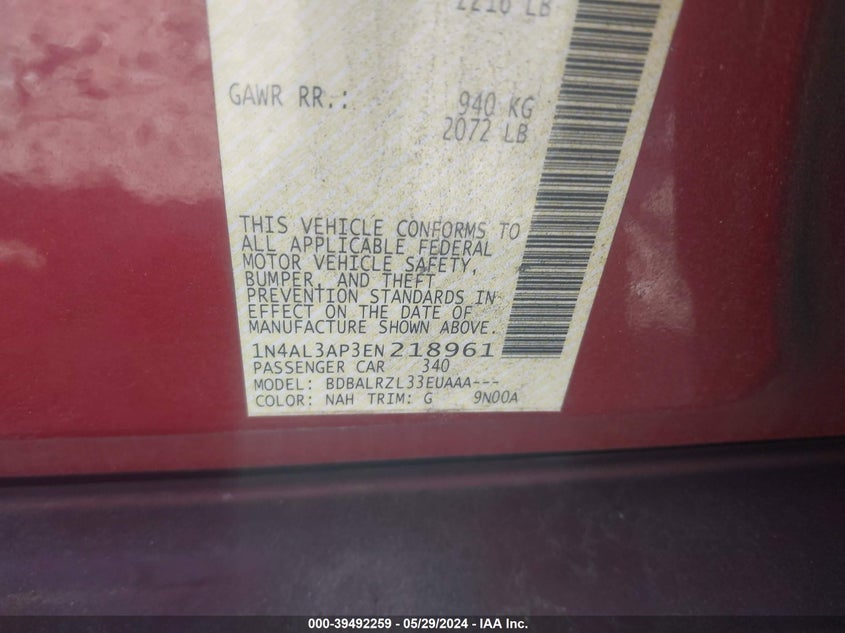 2216 LB
GAWR RR.: 940 KG
2072 LB
THIS VEHICLE CONFORMS TO
ALL APPLICABLE FEDERAL
MOTOR VEHICLE SAFETY,
BUMPER, AND THEFT
PREVENTION STANDARDS IN
EFFECT ON THE DATE OF
MANUFACTURE SHOWN ABOVE.
1N4AL3AP3EN218961
PASSENGER CAR 340
MODEL: BDBALRZL33EUAAA---
COLOR: NAH TRIM: G 9N00A
000-39492259 - 05/29/2024 - IAA Inc.